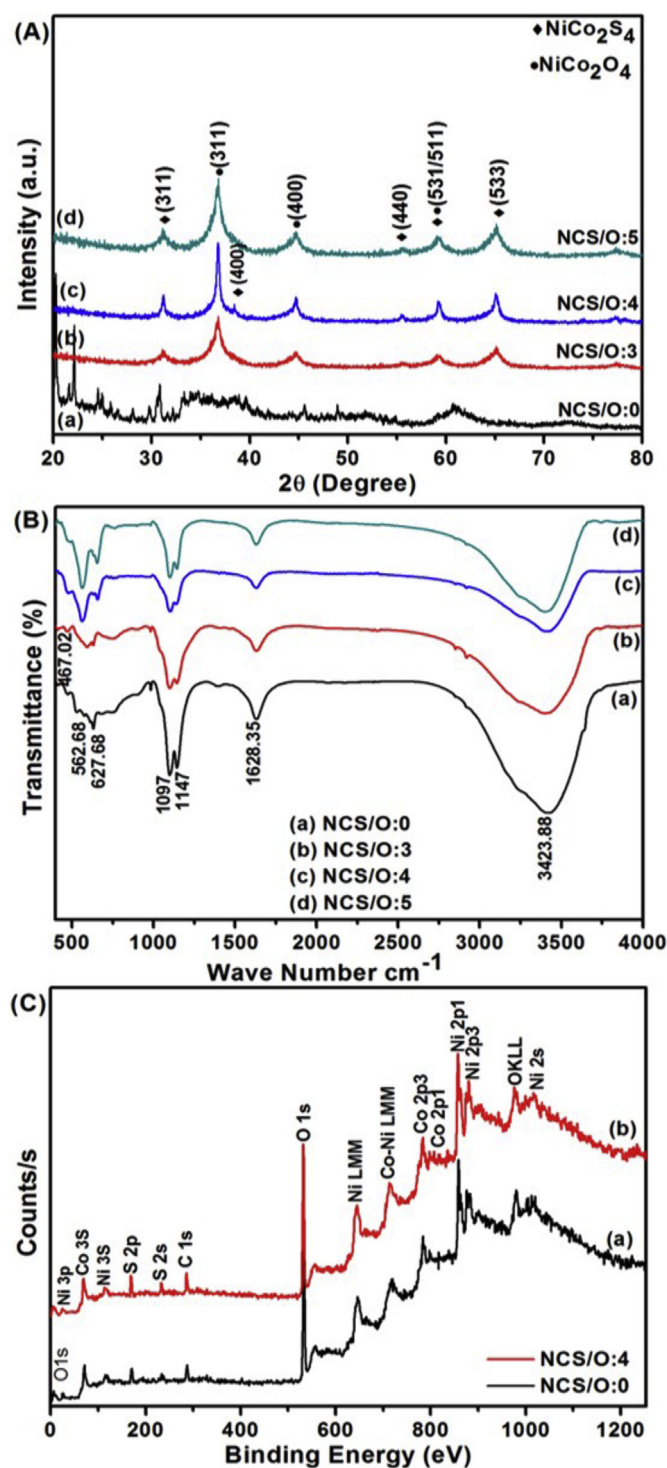 (A)
◆NiCo2S4
●NiCo2O4
Intensity (a.u.)
◆(311)
●(311)
◆(400)
●(400)
◆(440)
◆●(531/511)
◆(533)
(d)
NCS/O:5
(c)
NCS/O:4
(b)
NCS/O:3
(a)
NCS/O:0
20 30 40 50 60 70 80
2θ (Degree)
(B)
Transmittance (%)
(d)
(c)
(b)
(a)
467.02
562.68
627.68
1097
1147
1628.35
3423.88
(a) NCS/O:0
(b) NCS/O:3
(c) NCS/O:4
(d) NCS/O:5
500 1000 1500 2000 2500 3000 3500 4000
Wave Number cm-1
(C)
Counts/s
O1s
Ni 3p
Co 3S
Ni 3S
S 2p
S 2s
C 1s
O 1s
Ni LMM
Co-Ni LMM
Co 2p3
Co 2p1
Ni 2p1
Ni 2p3
OKLL
Ni 2s
(b)
(a)
NCS/O:4
NCS/O:0
0 200 400 600 800 1000 1200
Binding Energy (eV)